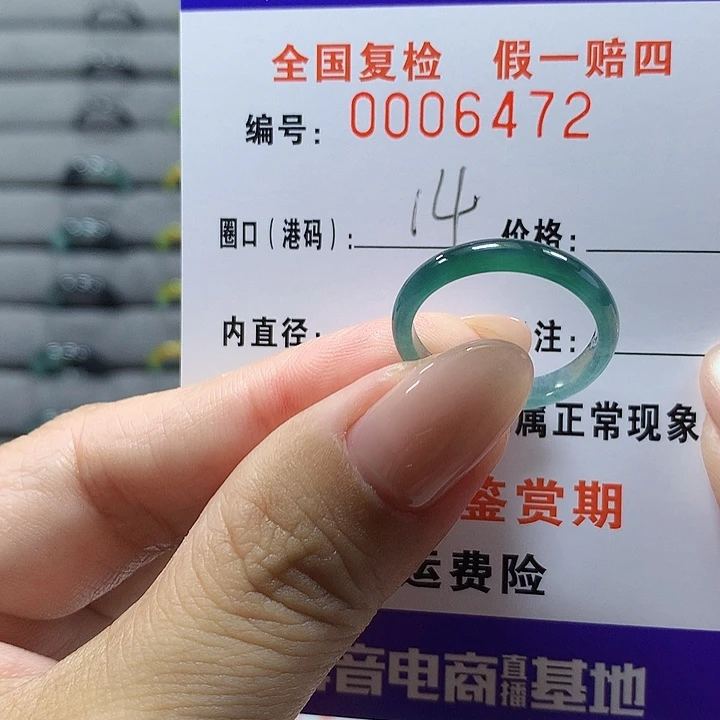 全国复检 假一赔四
编号: 0006472
圈口(港码): 14 价格:
内直径: 注:
属正常现象
鉴赏期
运费险
音电商直播基地